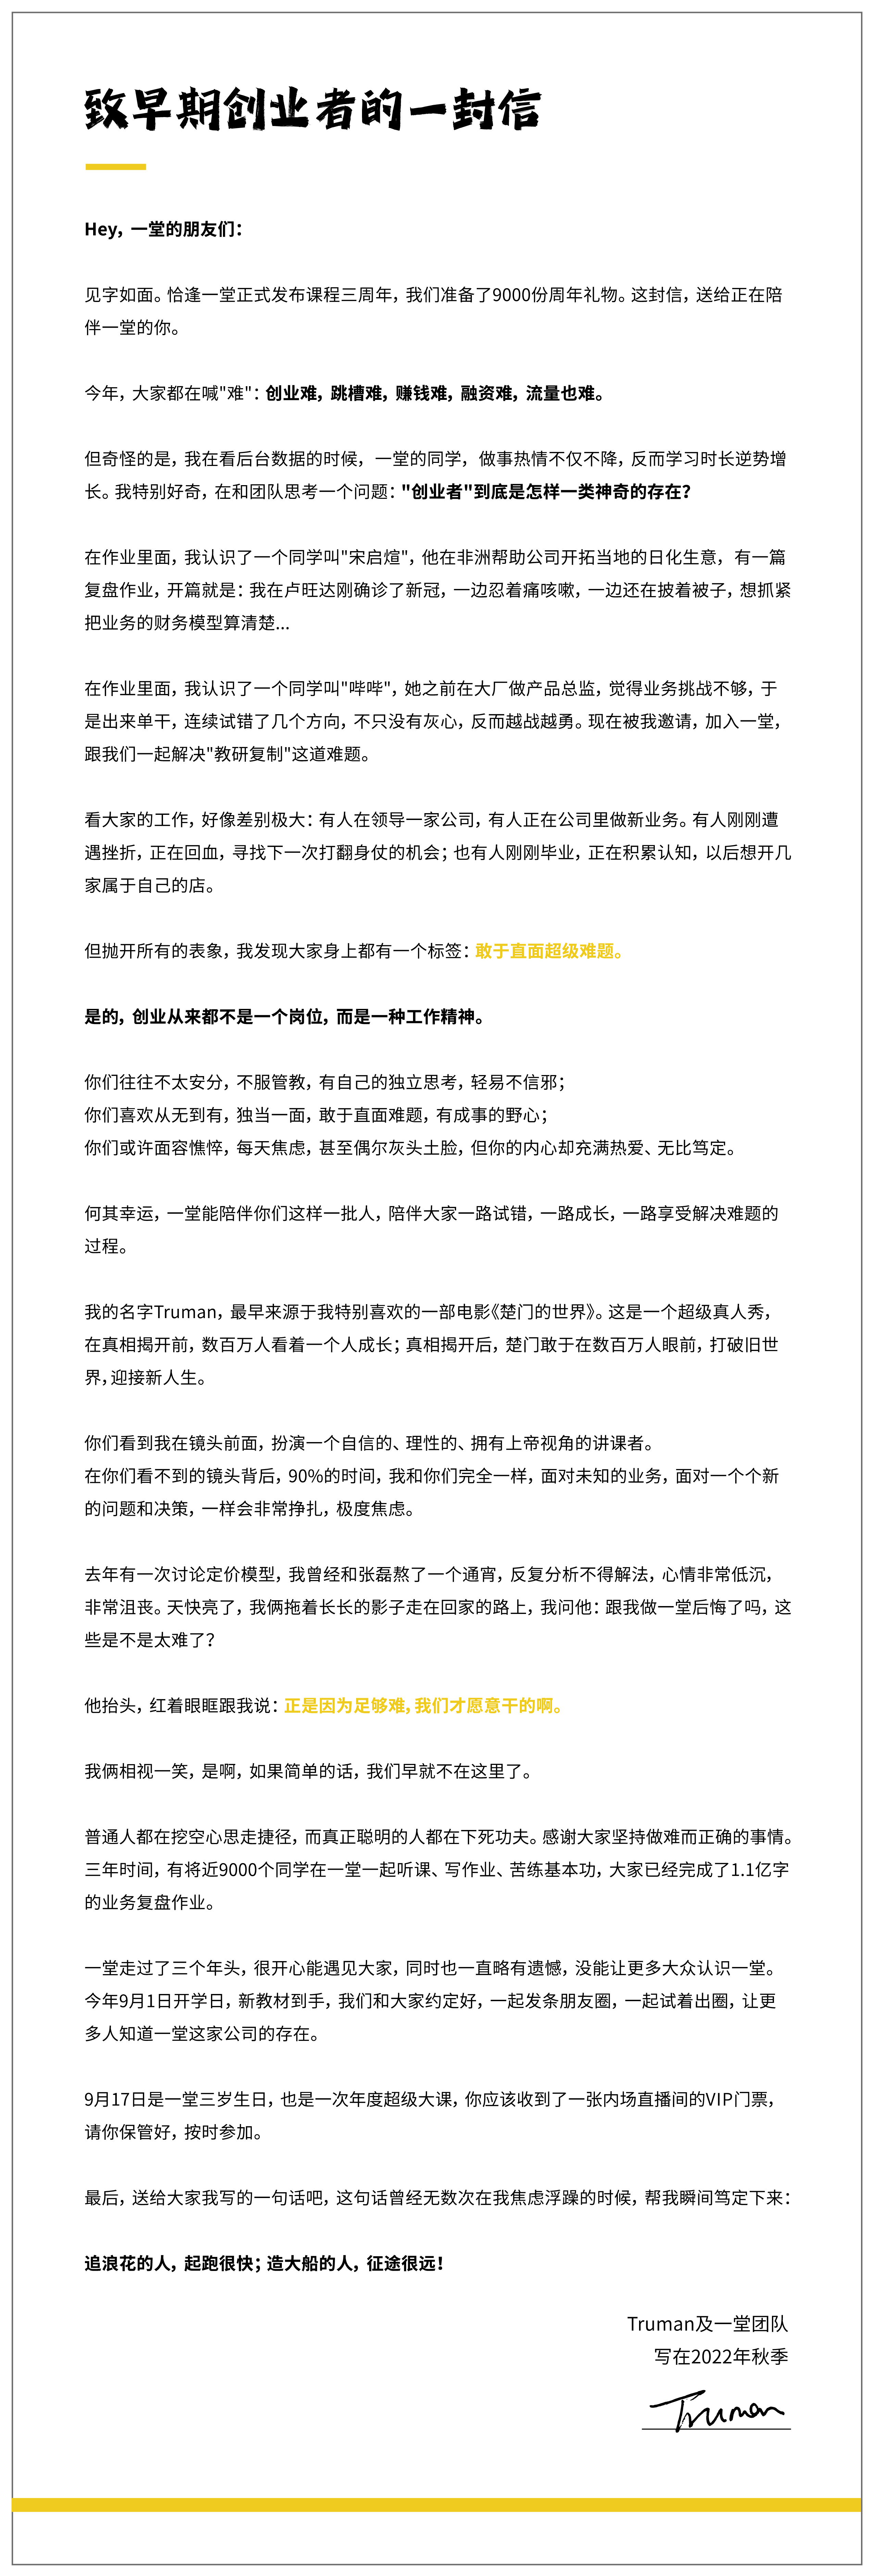 致早期创业者的一封信
Hey，一堂的朋友们：
见字如面。恰逢一堂正式发布课程三周年，我们准备了9000份周年礼物。这封信，送给正在陪
伴一堂的你。
今年，大家都在喊"难"：创业难，跳槽难，赚钱难，融资难，流量也难。
但奇怪的是，我在看后台数据的时候，一堂的同学，做事热情不仅不降，反而学习时长逆势增
长。我特别好奇，在和团队思考一个问题："创业者"到底是怎样一类神奇的存在？
在作业里面，我认识了一个同学叫"宋启煊"，他在非洲帮助公司开拓当地的日化生意，有一篇
复盘作业，开篇就是：我在卢旺达刚确诊了新冠，一边忍着痛咳嗽，一边还在披着被子，想抓紧
把业务的财务模型算清楚...
在作业里面，我认识了一个同学叫"哔哔"，她之前在大厂做产品总监，觉得业务挑战不够，于
是出来单干，连续试错了几个方向，不只没有灰心，反而越战越勇。现在被我邀请，加入一堂，
跟我们一起解决"教研复制"这道难题。
看大家的工作，好像差别极大：有人在领导一家公司，有人正在公司里做新业务。有人刚刚遭
遇挫折，正在回血，寻找下一次打翻身仗的机会；也有人刚刚毕业，正在积累认知，以后想开几
家属于自己的店。
但抛开所有的表象，我发现大家身上都有一个标签：敢于直面超级难题。
是的，创业从来都不是一个岗位，而是一种工作精神。
你们往往不太安分，不服管教，有自己的独立思考，轻易不信邪；
你们喜欢从无到有，独当一面，敢于直面难题，有成事的野心；
你们或许面容憔悴，每天焦虑，甚至偶尔灰头土脸，但你的内心却充满热爱、无比笃定。
何其幸运，一堂能陪伴你们这样一批人，陪伴大家一路试错，一路成长，一路享受解决难题的
过程。
我的名字Truman，最早来源于我特别喜欢的一部电影《楚门的世界》。这是一个超级真人秀，
在真相揭开前，数百万人看着一个人成长；真相揭开后，楚门敢于在数百万人眼前，打破旧世
界，迎接新人生。
你们看到我在镜头前面，扮演一个自信的、理性的、拥有上帝视角的讲课者。
在你们看不到的镜头背后，90%的时间，我和你们完全一样，面对未知的业务，面对一个个新
的问题和决策，一样会非常挣扎，极度焦虑。
去年有一次讨论定价模型，我曾经和张磊熬了一个通宵，反复分析不得解法，心情非常低沉，
非常沮丧。天快亮了，我俩拖着长长的影子走在回家的路上，我问他：跟我做一堂后悔了吗，这
些是不是太难了？
他抬头，红着眼眶跟我说：正是因为足够难，我们才愿意干的啊。
我俩相视一笑，是啊，如果简单的话，我们早就不在这里了。
普通人都在挖空心思走捷径，而真正聪明的人都在下死功夫。感谢大家坚持做难而正确的事情。
三年时间，有将近9000个同学在一堂一起听课、写作业、苦练基本功，大家已经完成了1.1亿字
的业务复盘作业。
一堂走过了三个年头，很开心能遇见大家，同时也一直略有遗憾，没能让更多大众认识一堂。
今年9月1日开学日，新教材到手，我们和大家约定好，一起发条朋友圈，一起试着出圈，让更
多人知道一堂这家公司的存在。
9月17日是一堂三岁生日，也是一次年度超级大课，你应该收到了一张内场直播间的VIP门票，
请你保管好，按时参加。
最后，送给大家我写的一句话吧，这句话曾经无数次在我焦虑浮躁的时候，帮我瞬间笃定下来：
追浪花的人，起跑很快；造大船的人，征途很远！
Truman及一堂团队
写在2022年秋季
Truman